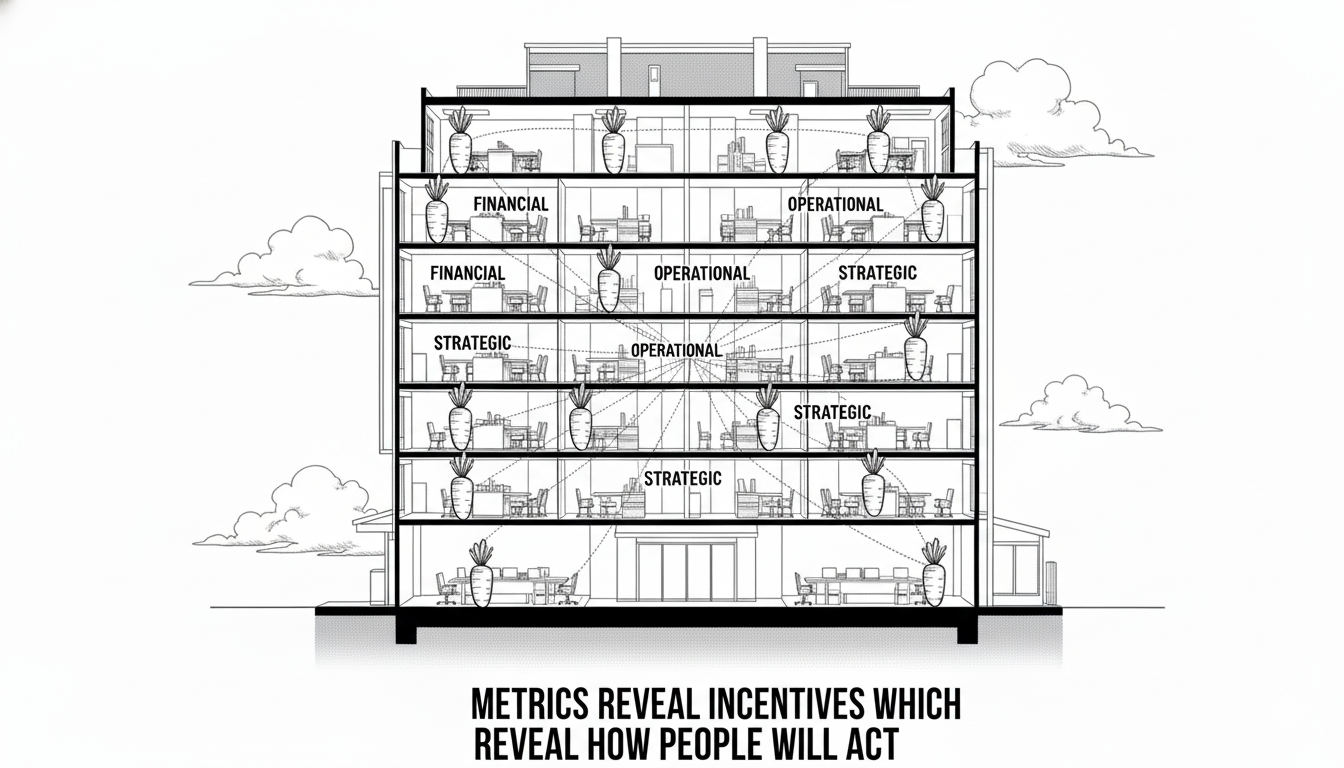 FINANCIAL
OPERATIONAL
FINANCIAL
OPERATIONAL
STRATEGIC
STRATEGIC
OPERATIONAL
STRATEGIC
STRATEGIC
METRICS REVEAL INCENTIVES WHICH
REVEAL HOW PEOPLE WILL ACT